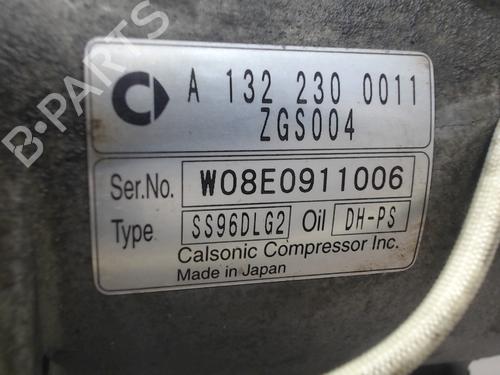 B-PARTS
A 132 230 0011
ZGS004
Ser.No. W08E0911006
Type SS96DLG2 Oil DH-PS
Calsonic Compressor Inc.
Made in Japan